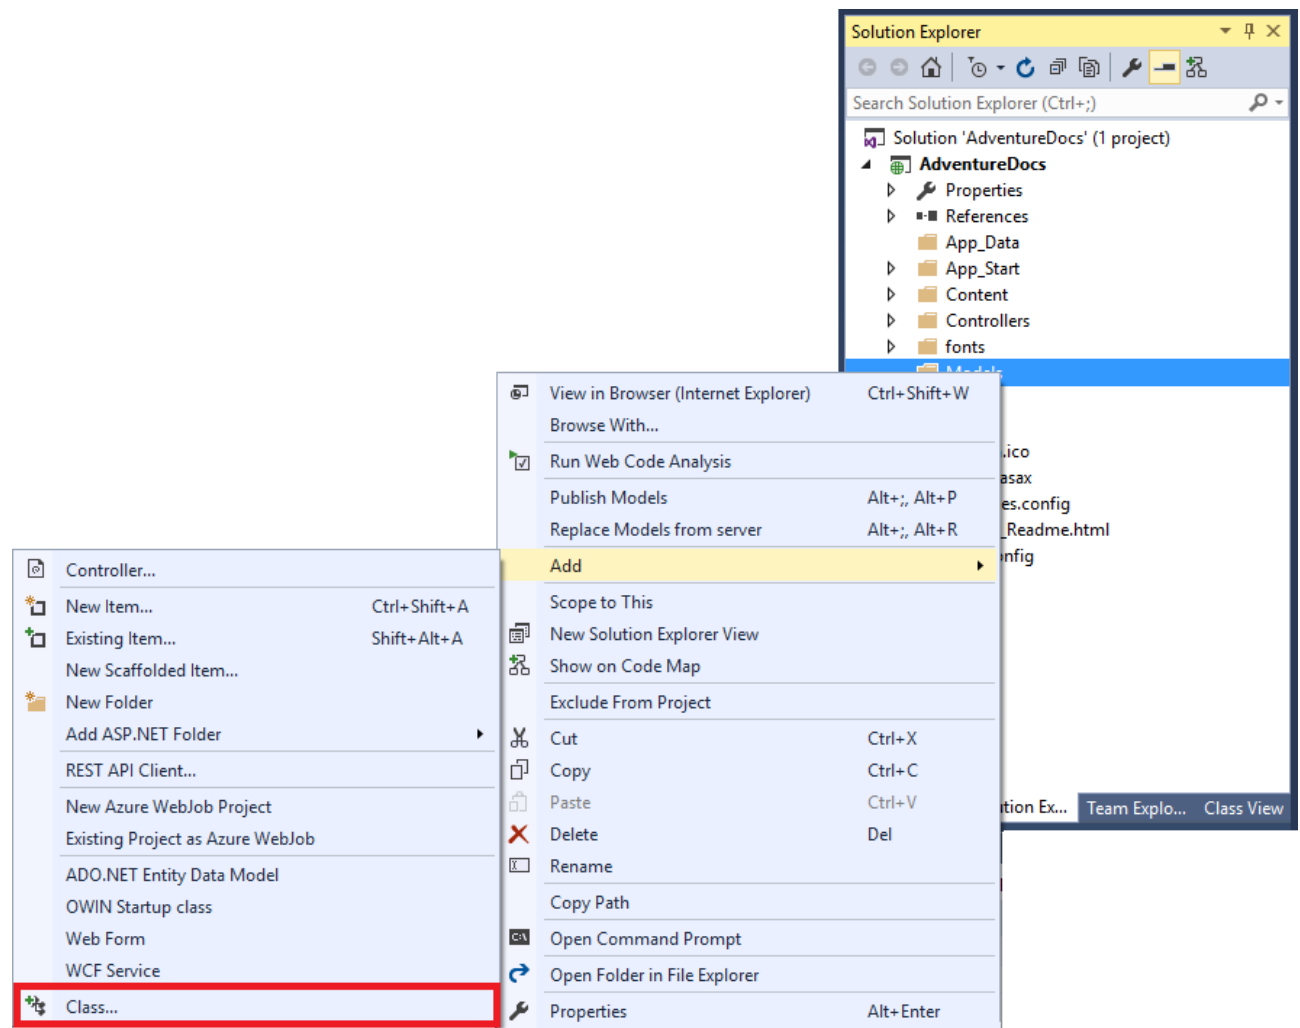 Solution Explorer
Search Solution Explorer (Ctrl+;)
Solution 'AdventureDocs' (1 project)
AdventureDocs
Properties
References
App_Data
App_Start
Content
Controllers
fonts
Models
.ico
asax
es.config
_Readme.html
nfig
tion Ex... Team Explo... Class View
View in Browser (Internet Explorer) Ctrl+Shift+W
Browse With...
Run Web Code Analysis
Publish Models Alt+;, Alt+P
Replace Models from server Alt+;, Alt+R
Add
Scope to This
New Solution Explorer View
Show on Code Map
Exclude From Project
Cut Ctrl+X
Copy Ctrl+C
Paste Ctrl+V
Delete Del
Rename
Copy Path
Open Command Prompt
Open Folder in File Explorer
Properties Alt+Enter
Controller...
New Item... Ctrl+Shift+A
Existing Item... Shift+Alt+A
New Scaffolded Item...
New Folder
Add ASP.NET Folder
REST API Client...
New Azure WebJob Project
Existing Project as Azure WebJob
ADO.NET Entity Data Model
OWIN Startup class
Web Form
WCF Service
Class...